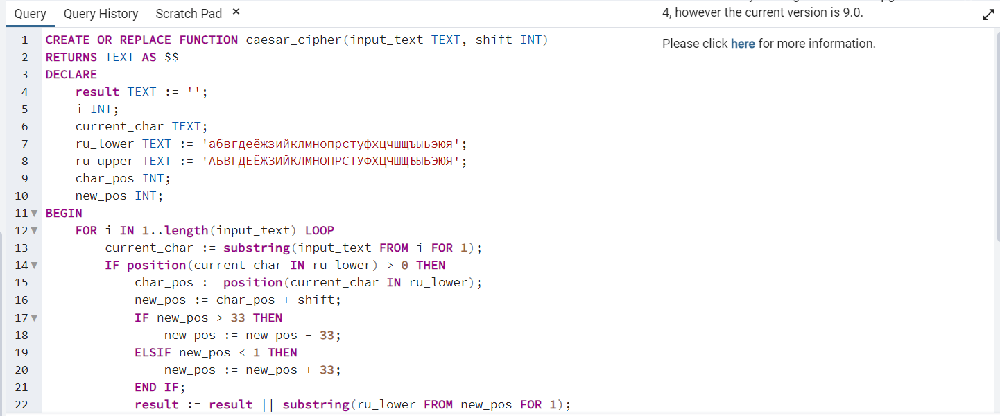 Query Query History Scratch Pad ×
4, however the current version is 9.0.
Please click here for more information.
1 CREATE OR REPLACE FUNCTION caesar_cipher(input_text TEXT, shift INT)
2 RETURNS TEXT AS $$
3 DECLARE
4     result TEXT := '';
5     i INT;
6     current_char TEXT;
7     ru_lower TEXT := 'абвгдеёжзийклмнопрстуфхцчшщъыьэюя';
8     ru_upper TEXT := 'АБВГДЕЁЖЗИЙКЛМНОПРСТУФХЦЧШЩЪЫЬЭЮЯ';
9     char_pos INT;
10     new_pos INT;
11 BEGIN
12     FOR i IN 1..length(input_text) LOOP
13         current_char := substring(input_text FROM i FOR 1);
14         IF position(current_char IN ru_lower) > 0 THEN
15             char_pos := position(current_char IN ru_lower);
16             new_pos := char_pos + shift;
17             IF new_pos > 33 THEN
18                 new_pos := new_pos - 33;
19             ELSIF new_pos < 1 THEN
20                 new_pos := new_pos + 33;
21             END IF;
22             result := result || substring(ru_lower FROM new_pos FOR 1);